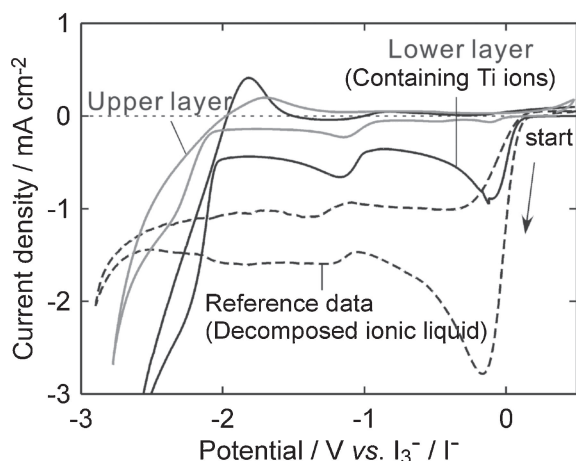 1
0
-1
-2
-3
Current density / mA cm-2
Upper layer
Lower layer
(Containing Ti ions)
start
Reference data
(Decomposed ionic liquid)
-3
-2
-1
0
Potential / V vs. I₃⁻ / I⁻